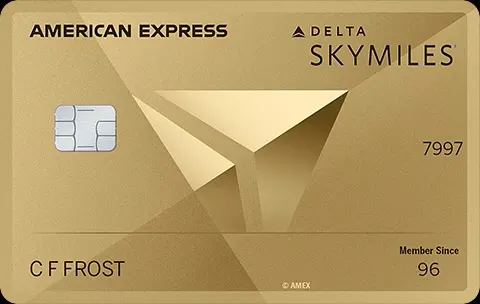 AMERICAN EXPRESS
DELTA
SKYMILES
7997
Member Since
C F FROST
96
© AMEX